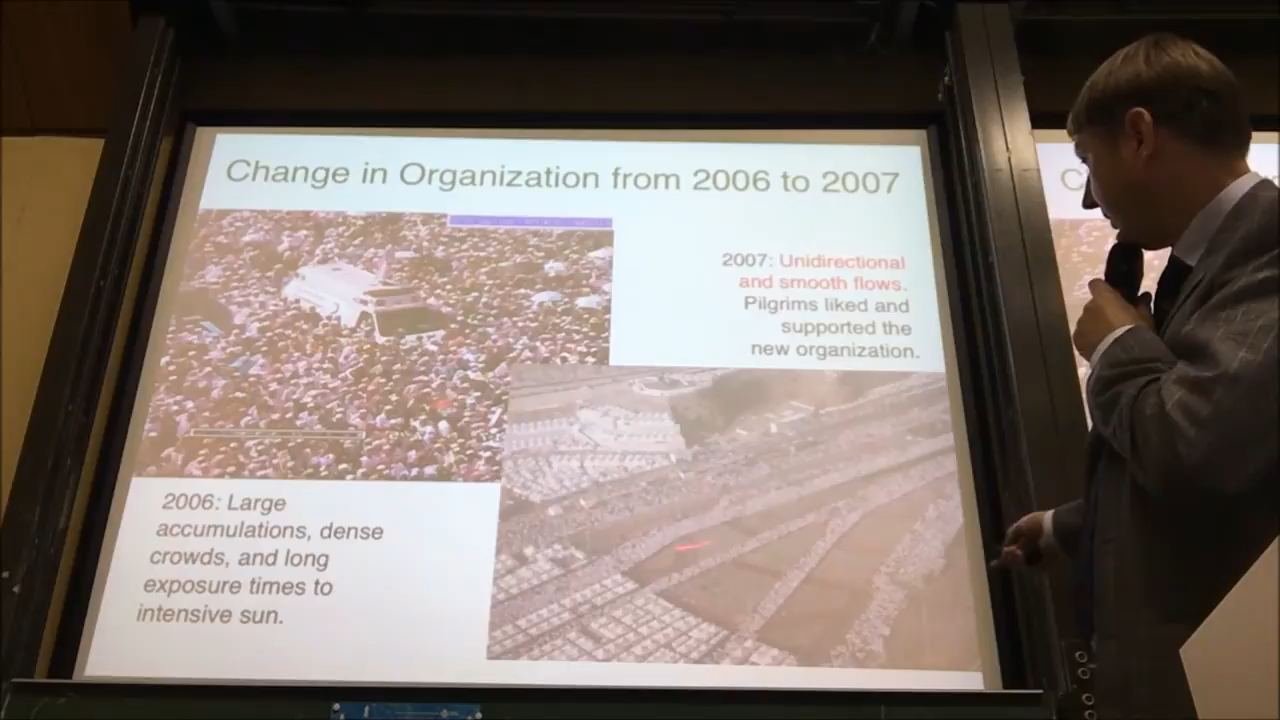 Change in Organization from 2006 to 2007
2007: Unidirectional
and smooth flows.
Pilgrims liked and
supported the
new organization.
2006: Large
accumulations, dense
crowds, and long
exposure times to
intensive sun.
C